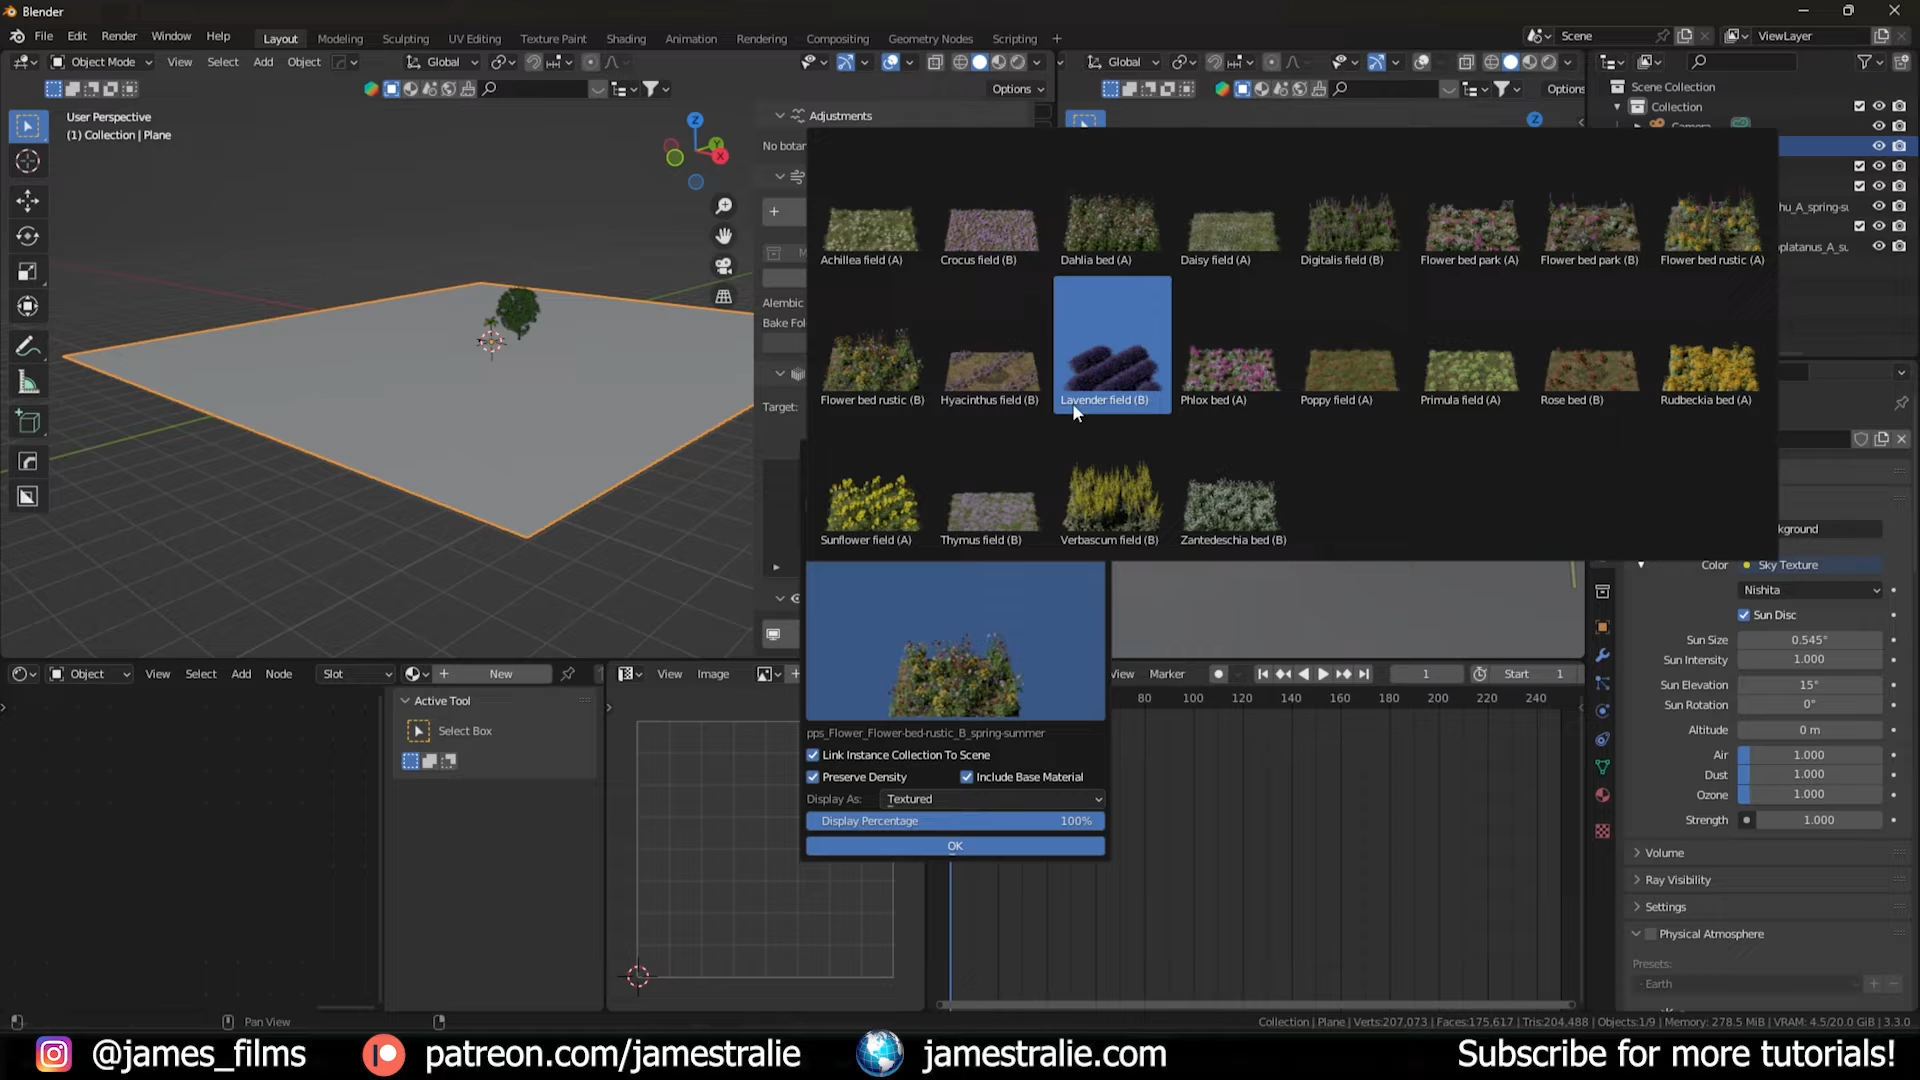 Blender
File Edit Render Window Help Layout Modeling Sculpting UV Editing Texture Paint Shading Animation Rendering Compositing Geometry Nodes Scripting + Scene ViewLayer
Object Mode View Select Add Object Global Global
Options Options
User Perspective
(1) Collection | Plane
Z
Y
X
Adjustments
No botan
Alembic
Bake Fol
Target:
Z
Scene Collection
Collection
Camera
hu_A_spring-su
platanus_A_su
Achillea field (A) Crocus field (B) Dahlia bed (A) Daisy field (A) Digitalis field (B) Flower bed park (A) Flower bed park (B) Flower bed rustic (A)
Flower bed rustic (B) Hyacinthus field (B) Lavender field (B) Phlox bed (A) Poppy field (A) Primula field (A) Rose bed (B) Rudbeckia bed (A)
Sunflower field (A) Thymus field (B) Verbascum field (B) Zantedeschia bed (B)
pps_Flower_Flower-bed-rustic_B_spring-summer
Link Instance Collection To Scene
Preserve Density Include Base Material
Display As: Textured
Display Percentage 100%
OK
kground
Color Sky Texture
Nishita
Sun Disc
Sun Size 0.545°
Sun Intensity 1.000
Sun Elevation 15°
Sun Rotation 0°
Altitude 0 m
Air 1.000
Dust 1.000
Ozone 1.000
Strength 1.000
Volume
Ray Visibility
Settings
Physical Atmosphere
Presets:
- Earth
Object View Select Add Node Slot New
Active Tool
Select Box
View Image
View Marker 1 Start 1
80 100 120 140 160 180 200 220 240
Pan View
Collection | Plane | Verts:207,073 | Faces:175,617 | Tris:204,488 | Objects:1/9 | Memory: 278.5 MiB | VRAM: 4.5/20.0 GiB | 3.3.0
@james_films patreon.com/jamestralie jamestralie.com Subscribe for more tutorials!